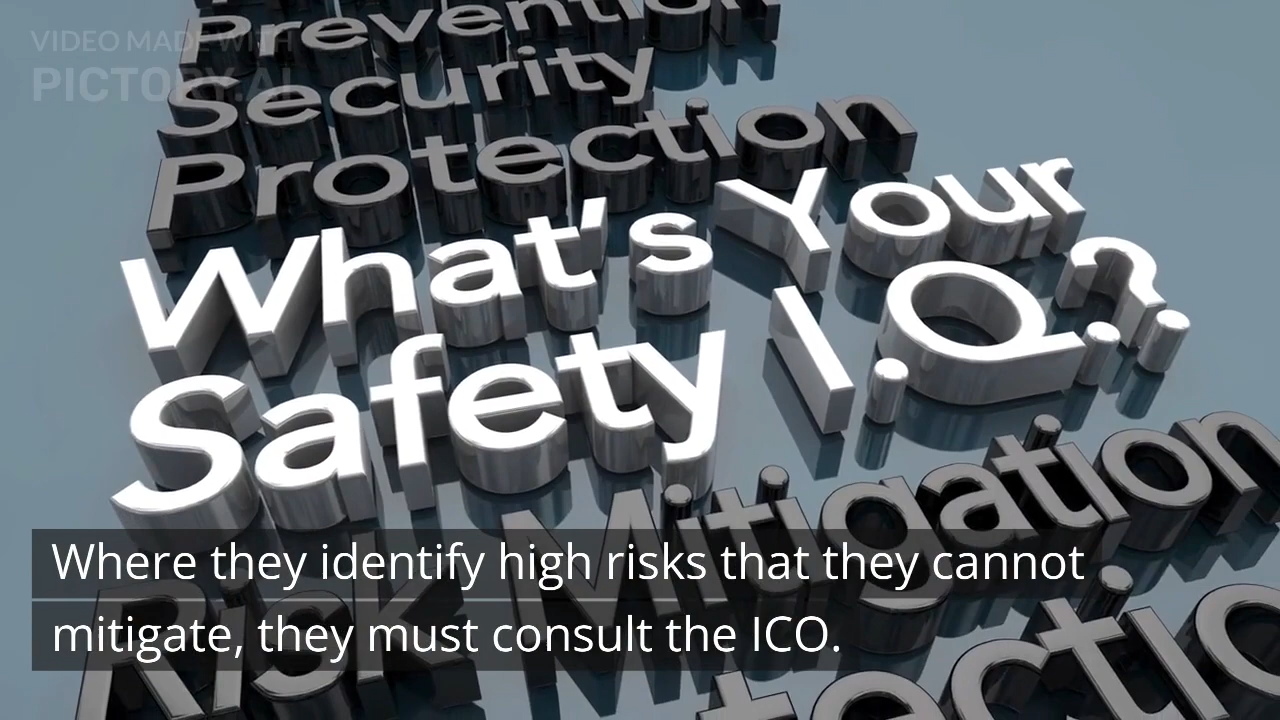 Prevention
VIDEO MADE WITH
PICTORY.AI
Security
Protection
What's Your
Safety I.Q.?
Mitigation
Risk
Where they identify high risks that they cannot
mitigate, they must consult the ICO.